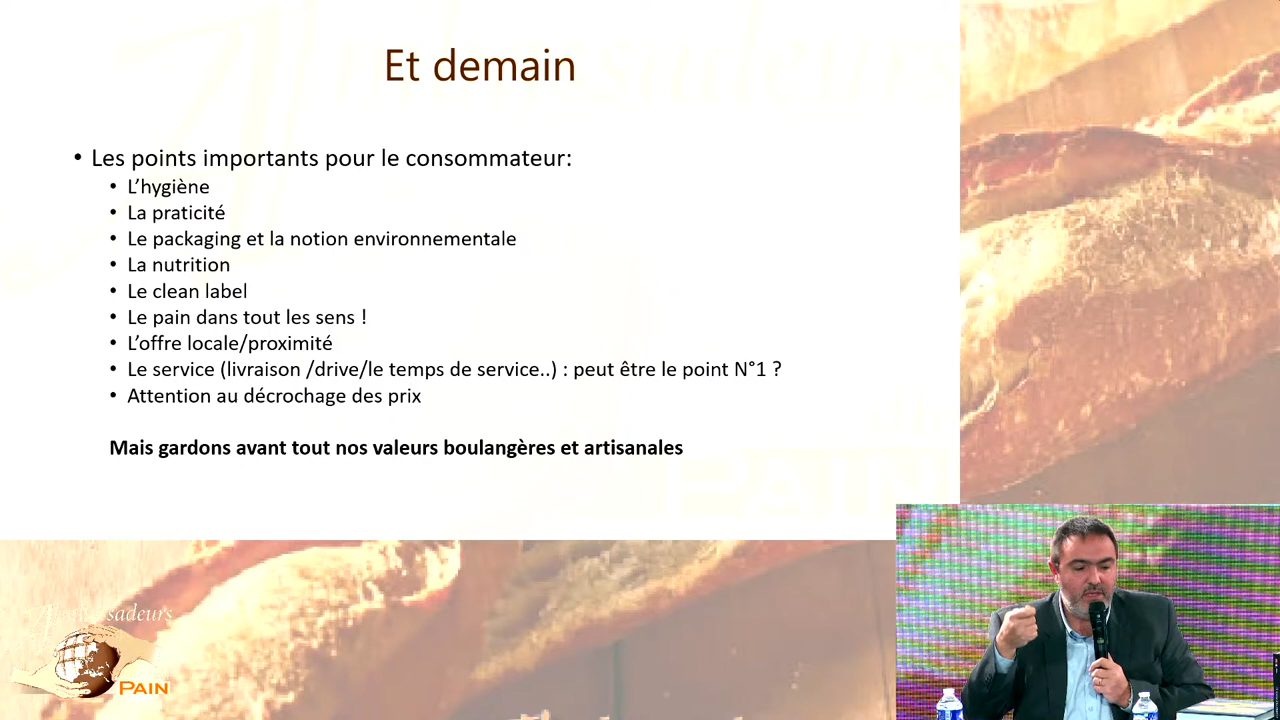 Et demain
• Les points importants pour le consommateur:
• L’hygiène
• La praticité
• Le packaging et la notion environnementale
• La nutrition
• Le clean label
• Le pain dans tout les sens !
• L’offre locale/proximité
• Le service (livraison /drive/le temps de service..) : peut être le point N°1 ?
• Attention au décrochage des prix
Mais gardons avant tout nos valeurs boulangères et artisanales
Ambassadeurs
PAIN